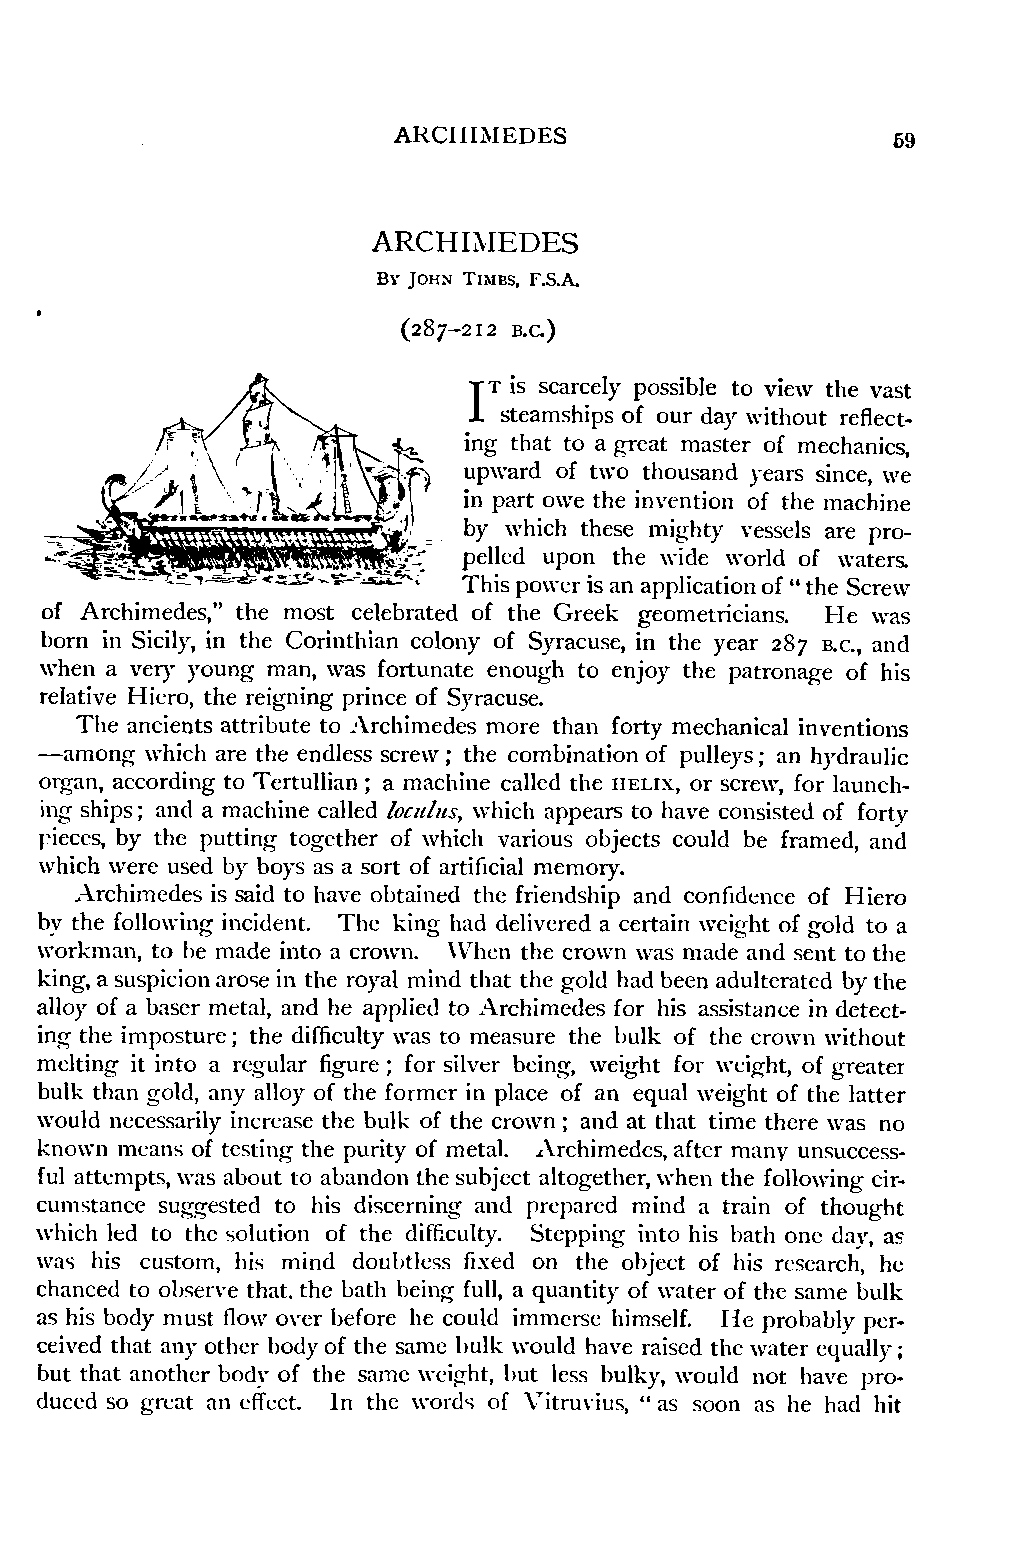 ARCHIMEDES 59
ARCHIMEDES
By John Timbs, F.S.A.
(287-212 B.C.)
IT is scarcely possible to view the vast
steamships of our day without reflect-
ing that to a great master of mechanics,
upward of two thousand years since, we
in part owe the invention of the machine
by which these mighty vessels are pro-
pelled upon the wide world of waters.
This power is an application of “the Screw
of Archimedes,” the most celebrated of the Greek geometricians. He was
born in Sicily, in the Corinthian colony of Syracuse, in the year 287 B.C., and
when a very young man, was fortunate enough to enjoy the patronage of his
relative Hiero, the reigning prince of Syracuse.
The ancients attribute to Archimedes more than forty mechanical inventions
—among which are the endless screw; the combination of pulleys; an hydraulic
organ, according to Tertullian; a machine called the HELIX, or screw, for launch-
ing ships; and a machine called loculus, which appears to have consisted of forty
pieces, by the putting together of which various objects could be framed, and
which were used by boys as a sort of artificial memory.
Archimedes is said to have obtained the friendship and confidence of Hiero
by the following incident. The king had delivered a certain weight of gold to a
workman, to be made into a crown. When the crown was made and sent to the
king, a suspicion arose in the royal mind that the gold had been adulterated by the
alloy of a baser metal, and he applied to Archimedes for his assistance in detect-
ing the imposture; the difficulty was to measure the bulk of the crown without
melting it into a regular figure; for silver being, weight for weight, of greater
bulk than gold, any alloy of the former in place of an equal weight of the latter
would necessarily increase the bulk of the crown; and at that time there was no
known means of testing the purity of metal. Archimedes, after many unsuccess-
ful attempts, was about to abandon the subject altogether, when the following cir-
cumstance suggested to his discerning and prepared mind a train of thought
which led to the solution of the difficulty. Stepping into his bath one day, as
was his custom, his mind doubtless fixed on the object of his research, he
chanced to observe that, the bath being full, a quantity of water of the same bulk
as his body must flow over before he could immerse himself. He probably per-
ceived that any other body of the same bulk would have raised the water equally;
but that another body of the same weight, but less bulky, would not have pro-
duced so great an effect. In the words of Vitruvius, “as soon as he had hit